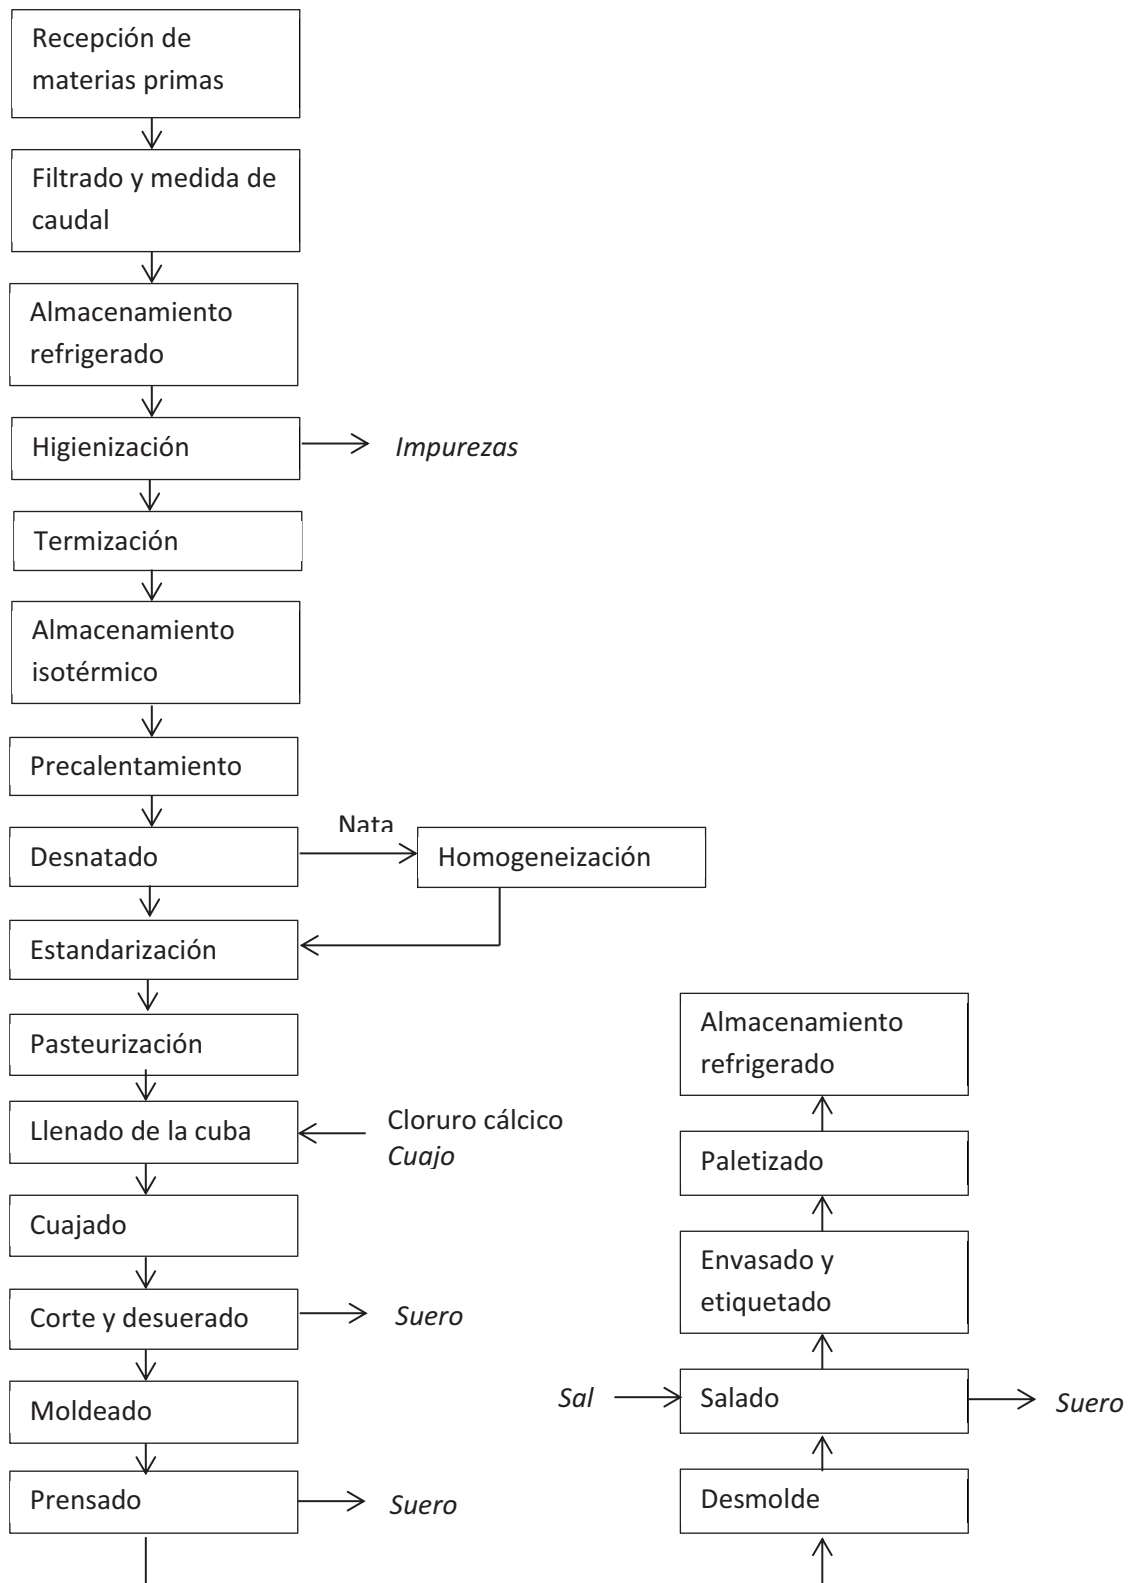 Recepción de
materias primas
Filtrado y medida de
caudal
Almacenamiento
refrigerado
Higienización
Impurezas
Termización
Almacenamiento
isotérmico
Precalentamiento
Nata
Desnatado
Homogeneización
Estandarización
Pasteurización
Llenado de la cuba
Cloruro cálcico
Cuajo
Cuajado
Corte y desuerado
Suero
Moldeado
Prensado
Suero
Desmolde
Sal
Salado
Suero
Envasado y
etiquetado
Paletizado
Almacenamiento
refrigerado